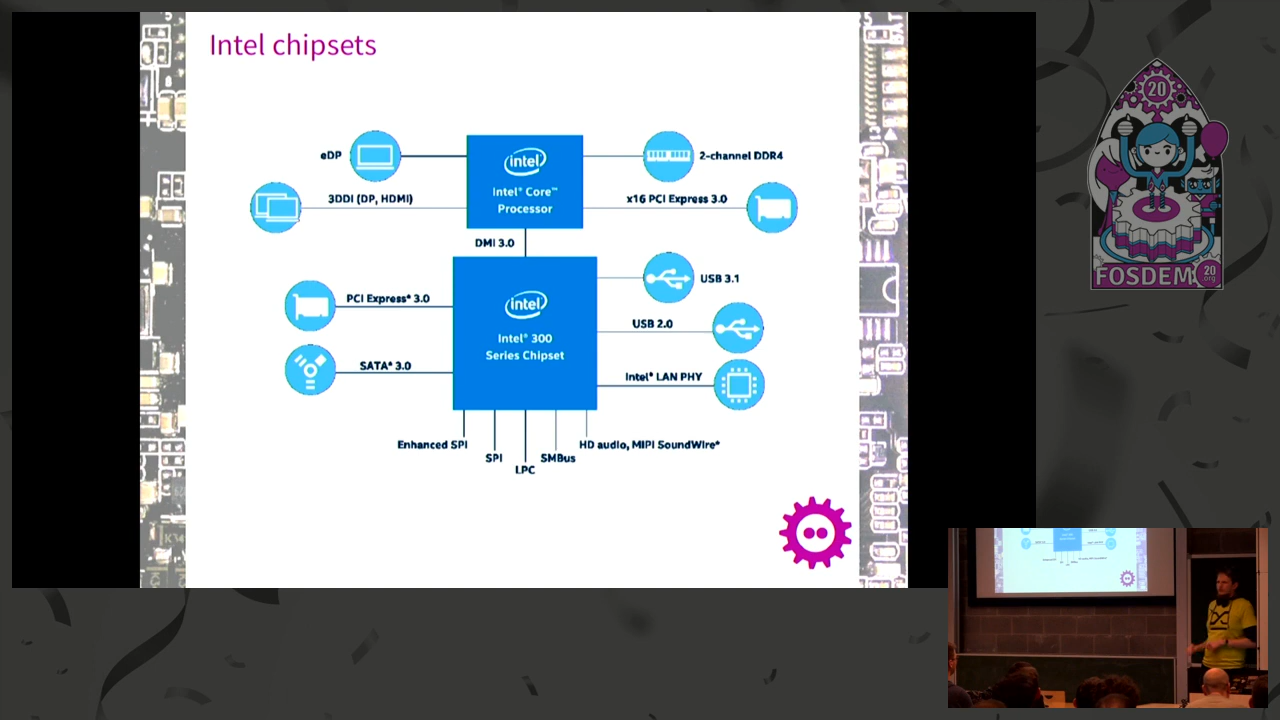 Intel chipsets
eDP
3DDI (DP, HDMI)
intel
Intel® Core™
Processor
2-channel DDR4
x16 PCI Express 3.0
DMI 3.0
PCI Express* 3.0
SATA* 3.0
intel
Intel® 300
Series Chipset
USB 3.1
USB 2.0
Intel® LAN PHY
Enhanced SPI
SPI
LPC
SMBus
HD audio, MIPI SoundWire*
20
FOSDEM
20
.org